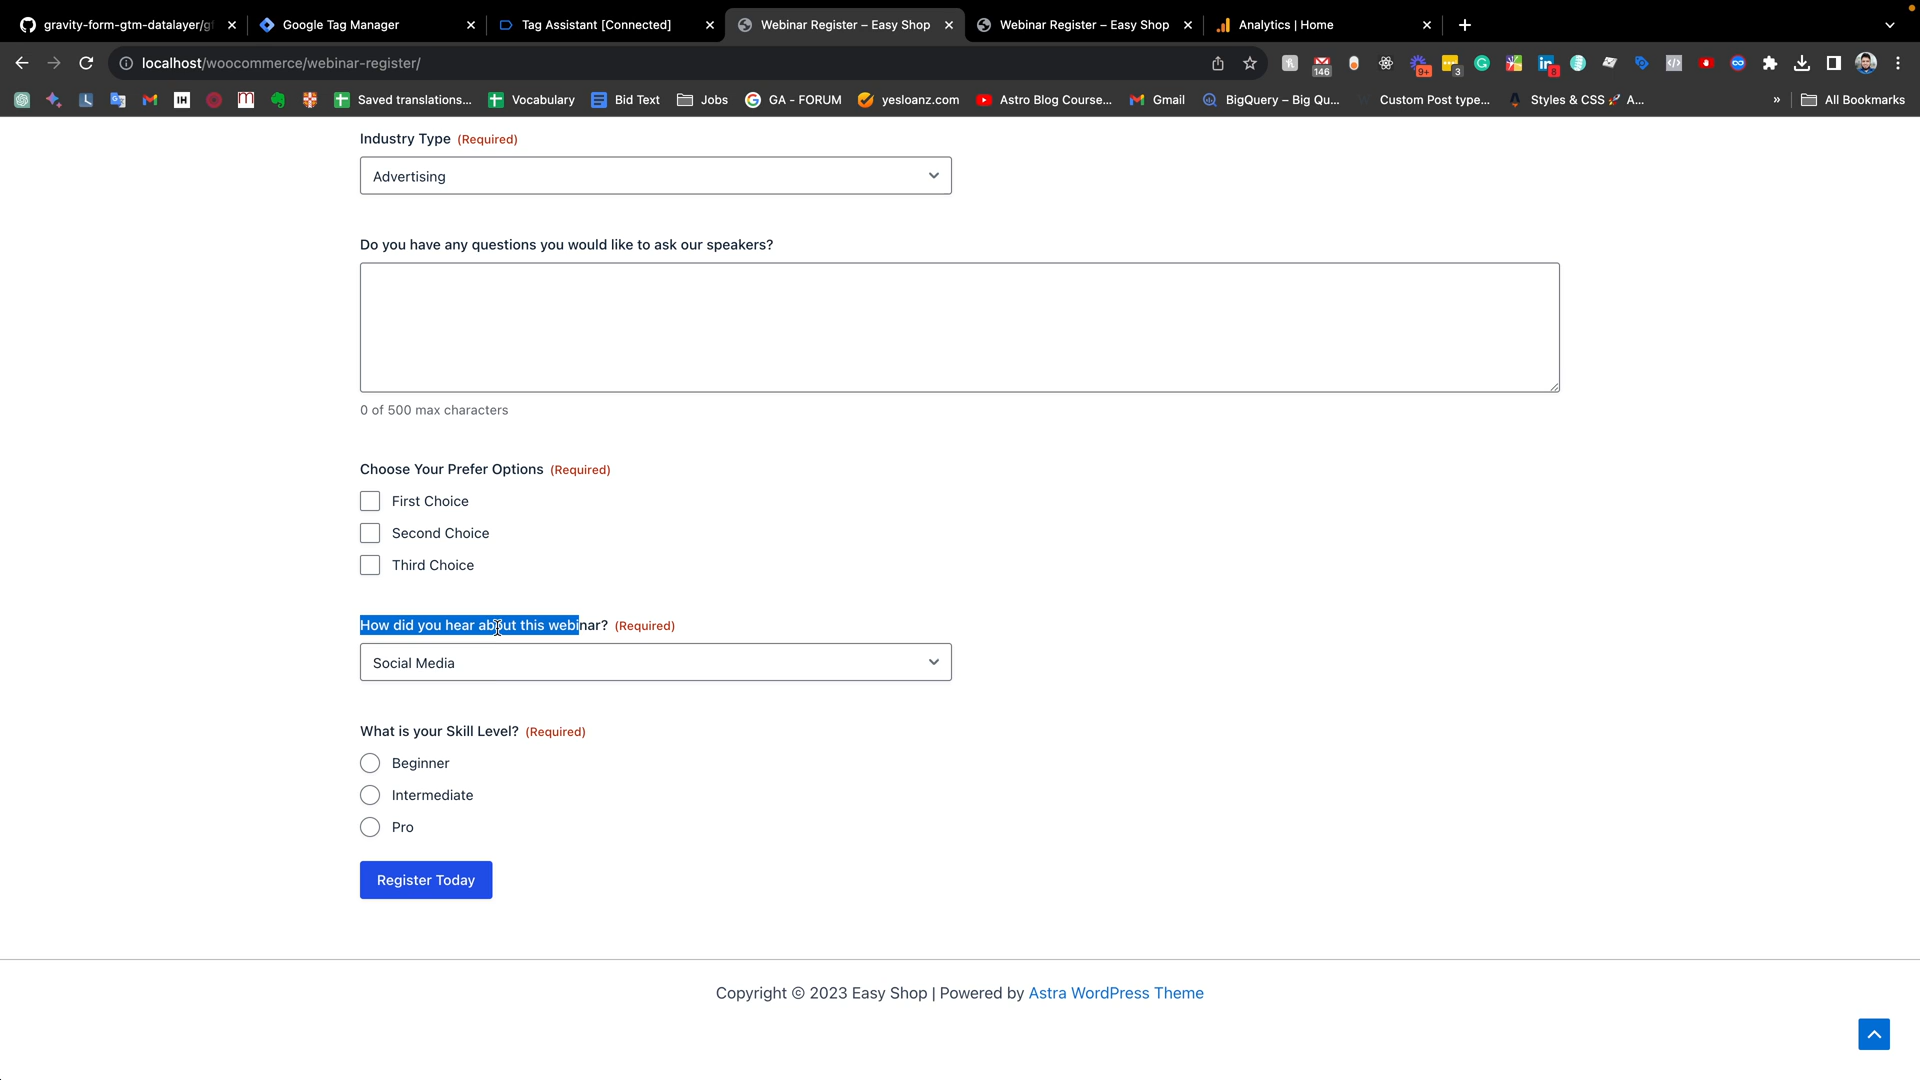 gravity-form-gtm-datalayer/g
Google Tag Manager
Tag Assistant [Connected]
Webinar Register – Easy Shop
Webinar Register – Easy Shop
Analytics | Home
localhost/woocommerce/webinar-register/
146
9+
3
8
IH
Saved translations...
Vocabulary
Bid Text
Jobs
GA - FORUM
yesloanz.com
Astro Blog Course...
Gmail
BigQuery – Big Qu...
Custom Post type...
Styles & CSS 🚀 A...
»
All Bookmarks
Industry Type (Required)
Advertising
Do you have any questions you would like to ask our speakers?
0 of 500 max characters
Choose Your Prefer Options (Required)
First Choice
Second Choice
Third Choice
How did you hear about this webinar? (Required)
Social Media
What is your Skill Level? (Required)
Beginner
Intermediate
Pro
Register Today
Copyright © 2023 Easy Shop | Powered by Astra WordPress Theme